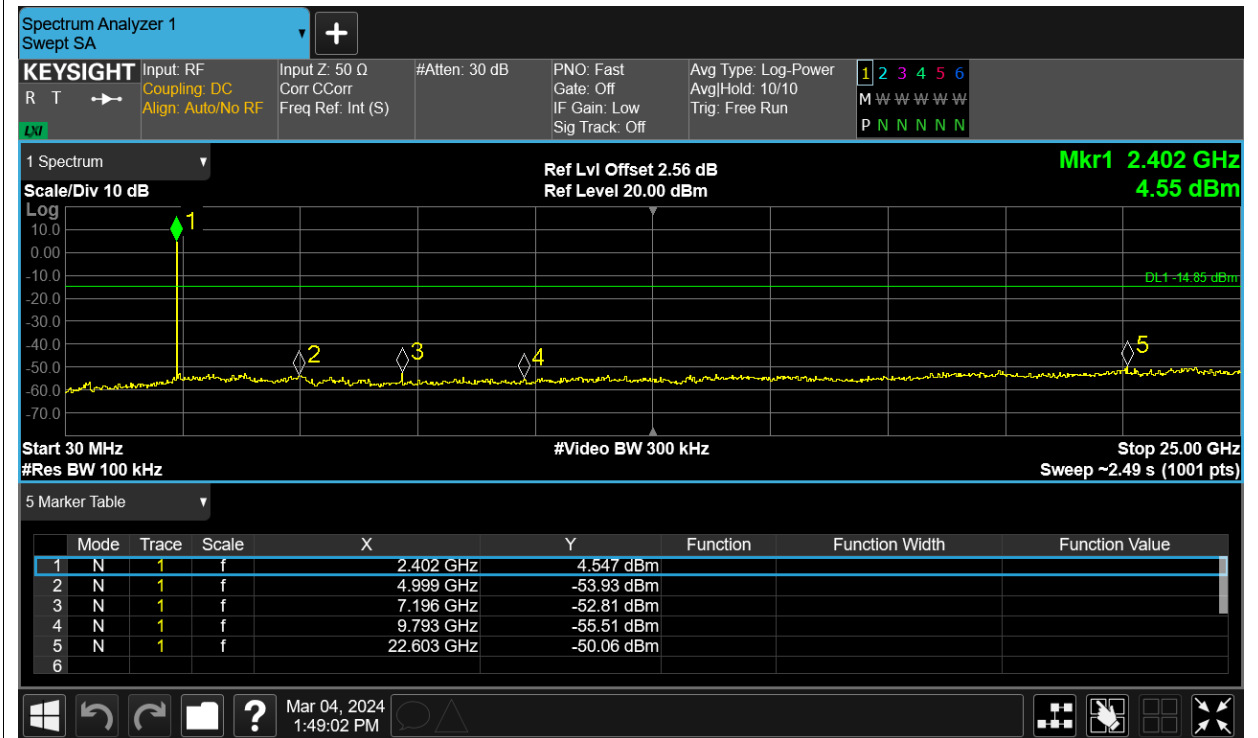 Spectrum Analyzer 1
Swept SA
KEYSIGHT
R T
LXI
Input: RF
Coupling: DC
Align: Auto/No RF
Input Z: 50 Ω
Corr CCorr
Freq Ref: Int (S)
#Atten: 30 dB
PNO: Fast
Gate: Off
IF Gain: Low
Sig Track: Off
Avg Type: Log-Power
Avg|Hold: 10/10
Trig: Free Run
1 2 3 4 5 6
M W W W W W
P N N N N N
1 Spectrum
Scale/Div 10 dB
Ref Lvl Offset 2.56 dB
Ref Level 20.00 dBm
Mkr1 2.402 GHz
4.55 dBm
Log
10.0
0.00
-10.0
-20.0
-30.0
-40.0
-50.0
-60.0
-70.0
1
2
3
4
5
DL1 -14.85 dBm
Start 30 MHz
#Res BW 100 kHz
#Video BW 300 kHz
Stop 25.00 GHz
Sweep ~2.49 s (1001 pts)
5 Marker Table
Mode Trace Scale X Y Function Function Width Function Value
1 N 1 f 2.402 GHz 4.547 dBm
2 N 1 f 4.999 GHz -53.93 dBm
3 N 1 f 7.196 GHz -52.81 dBm
4 N 1 f 9.793 GHz -55.51 dBm
5 N 1 f 22.603 GHz -50.06 dBm
6
?
Mar 04, 2024
1:49:02 PM